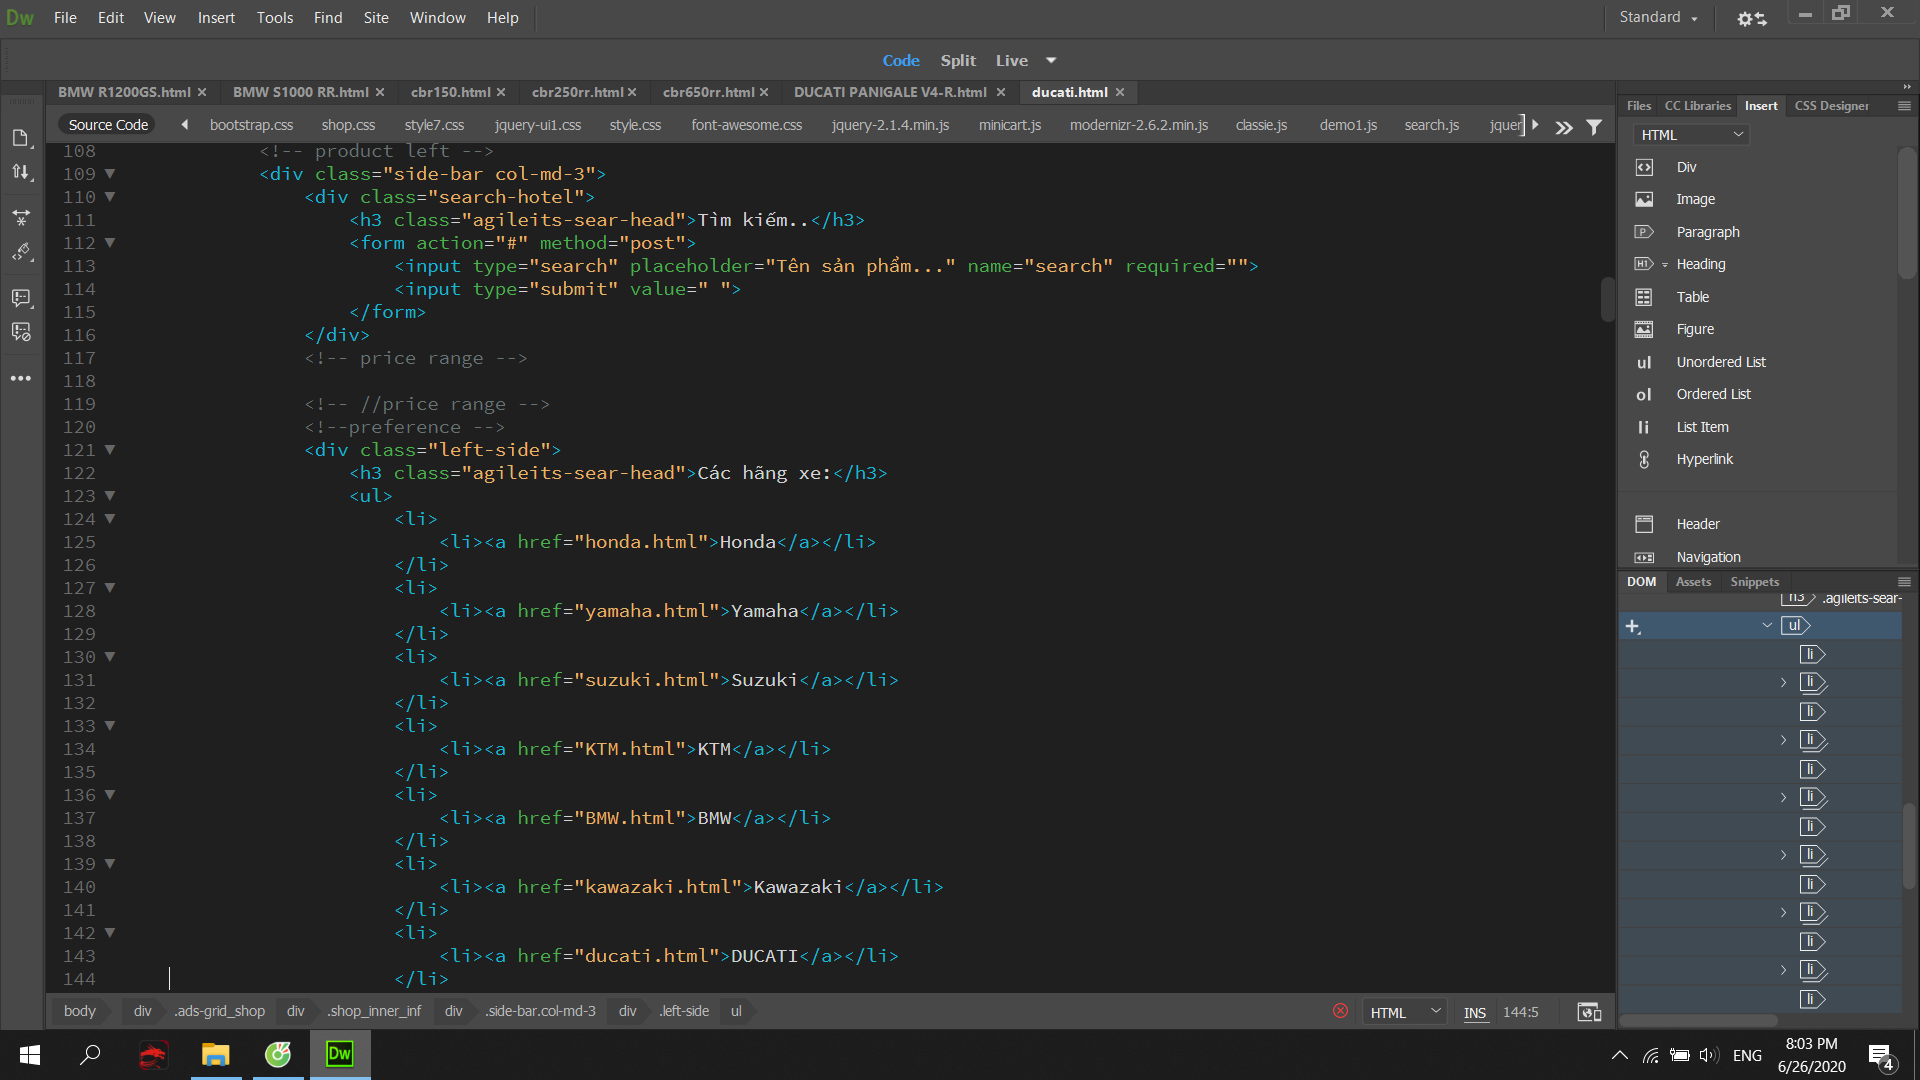 Dw File Edit View Insert Tools Find Site Window Help Standard
Code Split Live
BMW R1200GS.html BMW S1000 RR.html cbr150.html cbr250rr.html cbr650rr.html DUCATI PANIGALE V4-R.html ducati.html
Source Code bootstrap.css shop.css style7.css jquery-ui1.css style.css font-awesome.css jquery-2.1.4.min.js minicart.js modernizr-2.6.2.min.js classie.js demo1.js search.js jquer
108 <!-- product left -->
109 <div class="side-bar col-md-3">
110 <div class="search-hotel">
111 <h3 class="agileits-sear-head">Tìm kiếm..</h3>
112 <form action="#" method="post">
113 <input type="search" placeholder="Tên sản phẩm..." name="search" required="">
114 <input type="submit" value=" ">
115 </form>
116 </div>
117 <!-- price range -->
118
119 <!-- //price range -->
120 <!--preference -->
121 <div class="left-side">
122 <h3 class="agileits-sear-head">Các hãng xe:</h3>
123 <ul>
124 <li>
125 <li><a href="honda.html">Honda</a></li>
126 </li>
127 <li>
128 <li><a href="yamaha.html">Yamaha</a></li>
129 </li>
130 <li>
131 <li><a href="suzuki.html">Suzuki</a></li>
132 </li>
133 <li>
134 <li><a href="KTM.html">KTM</a></li>
135 </li>
136 <li>
137 <li><a href="BMW.html">BMW</a></li>
138 </li>
139 <li>
140 <li><a href="kawazaki.html">Kawazaki</a></li>
141 </li>
142 <li>
143 <li><a href="ducati.html">DUCATI</a></li>
144 </li>
body div .ads-grid_shop div .shop_inner_inf div .side-bar.col-md-3 div .left-side ul HTML INS 144:5
Files CC Libraries Insert CSS Designer
HTML
Div
Image
P Paragraph
H1 Heading
Table
Figure
ul Unordered List
ol Ordered List
li List Item
Hyperlink
Header
Navigation
DOM Assets Snippets
h3 .agileits-sear-
ul
li
li
li
li
li
li
li
li
li
li
li
li
li
Dw ENG
8:03 PM
6/26/2020
4